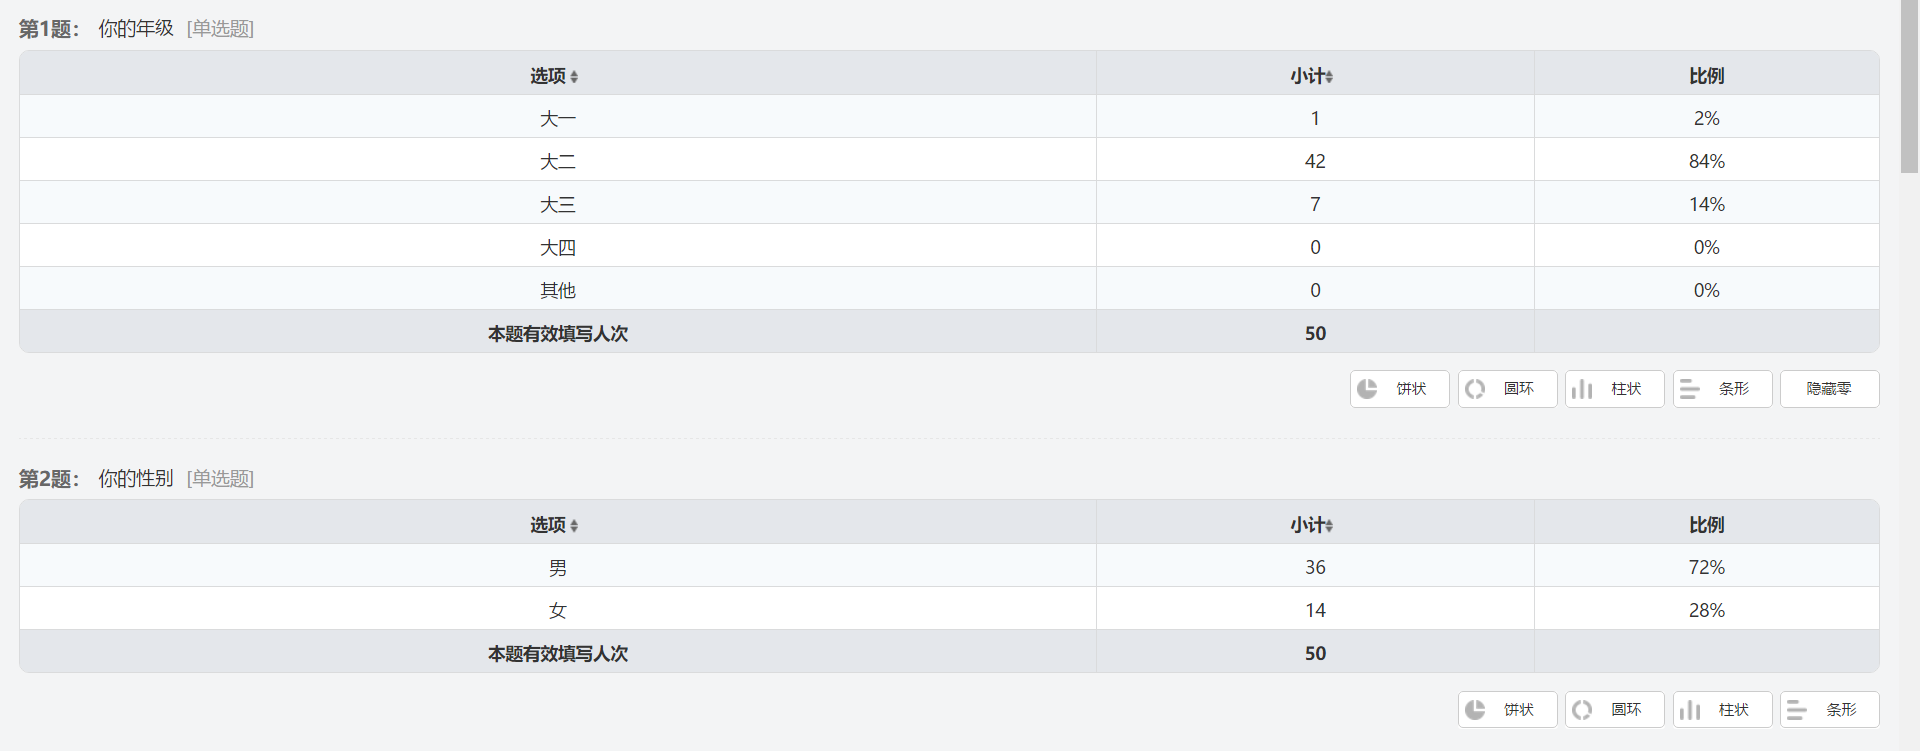 第1题： 你的年级 [单选题]
选项 小计 比例
大一 1 2%
大二 42 84%
大三 7 14%
大四 0 0%
其他 0 0%
本题有效填写人次 50
饼状 圆环 柱状 条形 隐藏零
第2题： 你的性别 [单选题]
选项 小计 比例
男 36 72%
女 14 28%
本题有效填写人次 50
饼状 圆环 柱状 条形